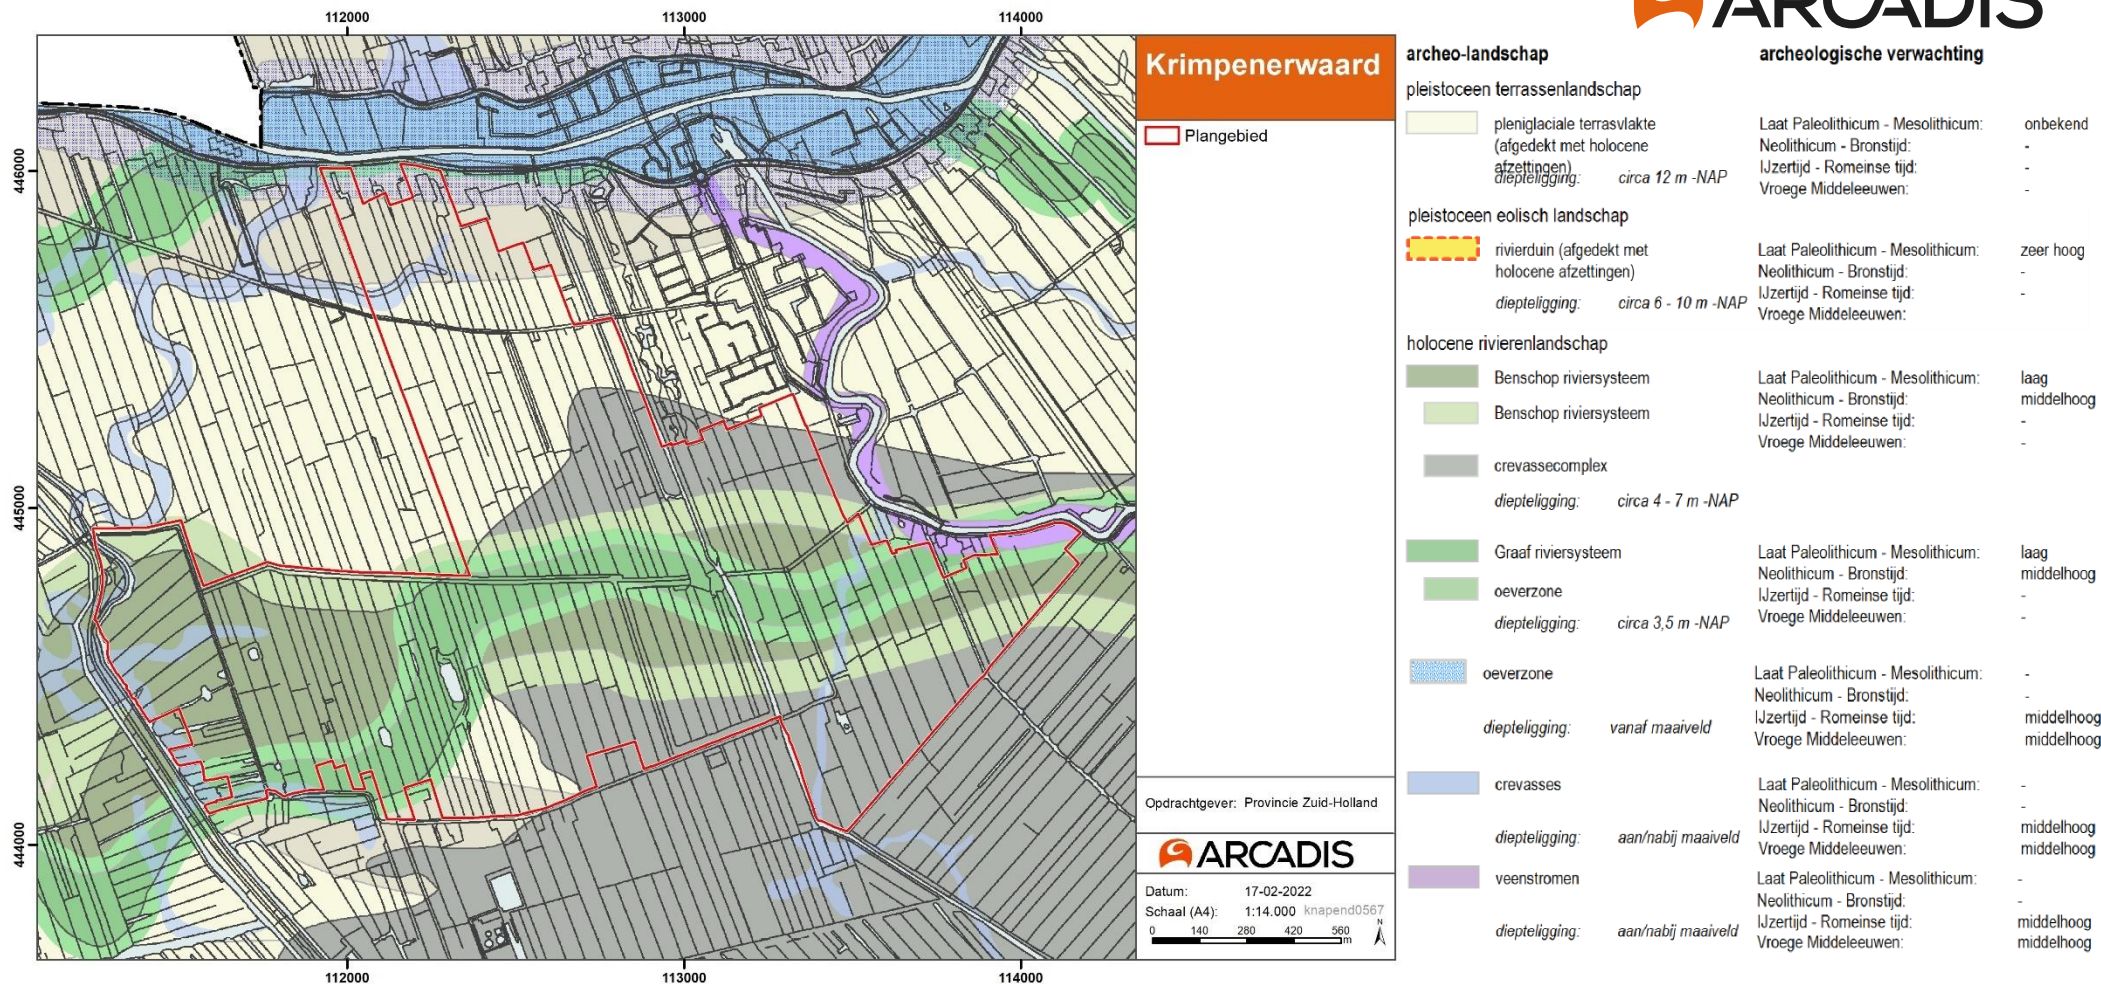 112000
113000
114000
446000
445000
444000
112000
113000
114000
Krimpenerwaard
Plangebied
Opdrachtgever: Provincie Zuid-Holland
ARCADIS
Datum: 17-02-2022
Schaal (A4): 1:14.000 knapend0567
0 140 280 420 560
m
N
ARCADIS
archeo-landschap archeologische verwachting
pleistoceen terrassenlandschap
pleniglaciale terrasvlakte Laat Paleolithicum - Mesolithicum: onbekend
(afgedekt met holocene Neolithicum - Bronstijd: -
afzettingen) IJzertijd - Romeinse tijd: -
diepteligging: circa 12 m -NAP Vroege Middeleeuwen: -
pleistoceen eolisch landschap
rivierduin (afgedekt met Laat Paleolithicum - Mesolithicum: zeer hoog
holocene afzettingen) Neolithicum - Bronstijd: -
IJzertijd - Romeinse tijd: -
diepteligging: circa 6 - 10 m -NAP Vroege Middeleeuwen:
holocene rivierenlandschap
Benschop riviersysteem Laat Paleolithicum - Mesolithicum: laag
Neolithicum - Bronstijd: middelhoog
Benschop riviersysteem IJzertijd - Romeinse tijd: -
Vroege Middeleeuwen: -
crevassecomplex
diepteligging: circa 4 - 7 m -NAP
Graaf riviersysteem Laat Paleolithicum - Mesolithicum: laag
Neolithicum - Bronstijd: middelhoog
oeverzone IJzertijd - Romeinse tijd: -
diepteligging: circa 3,5 m -NAP Vroege Middeleeuwen: -
oeverzone Laat Paleolithicum - Mesolithicum: -
Neolithicum - Bronstijd: -
IJzertijd - Romeinse tijd: middelhoog
diepteligging: vanaf maaiveld Vroege Middeleeuwen: middelhoog
crevasses Laat Paleolithicum - Mesolithicum: -
Neolithicum - Bronstijd: -
IJzertijd - Romeinse tijd: middelhoog
diepteligging: aan/nabij maaiveld Vroege Middeleeuwen: middelhoog
veenstromen Laat Paleolithicum - Mesolithicum: -
Neolithicum - Bronstijd: -
IJzertijd - Romeinse tijd: middelhoog
diepteligging: aan/nabij maaiveld Vroege Middeleeuwen: middelhoog